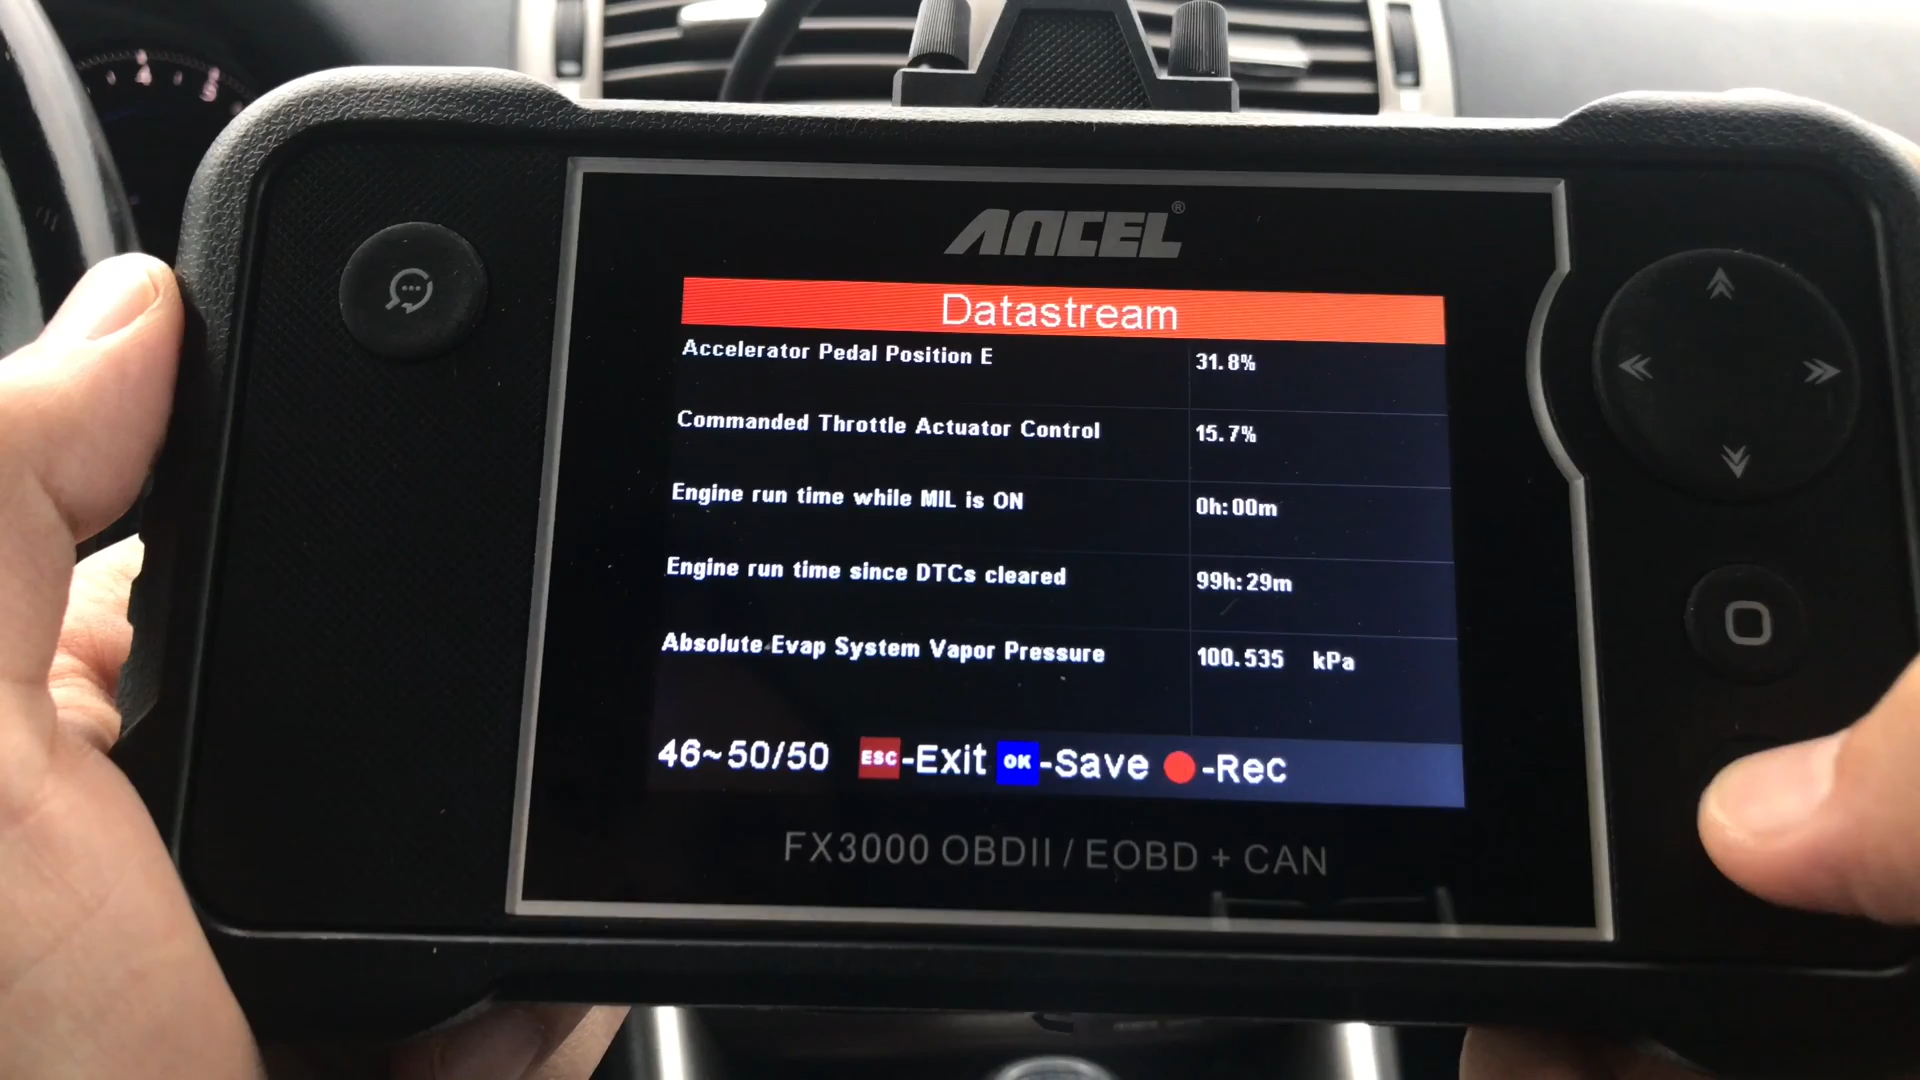 ANCEL®
Datastream
Accelerator Pedal Position E 31.8%
Commanded Throttle Actuator Control 15.7%
Engine run time while MIL is ON 0h:00m
Engine run time since DTCs cleared 99h:29m
Absolute Evap System Vapor Pressure 100.535 kPa
46~50/50 ESC-Exit OK-Save -Rec
FX3000 OBDII / EOBD + CAN